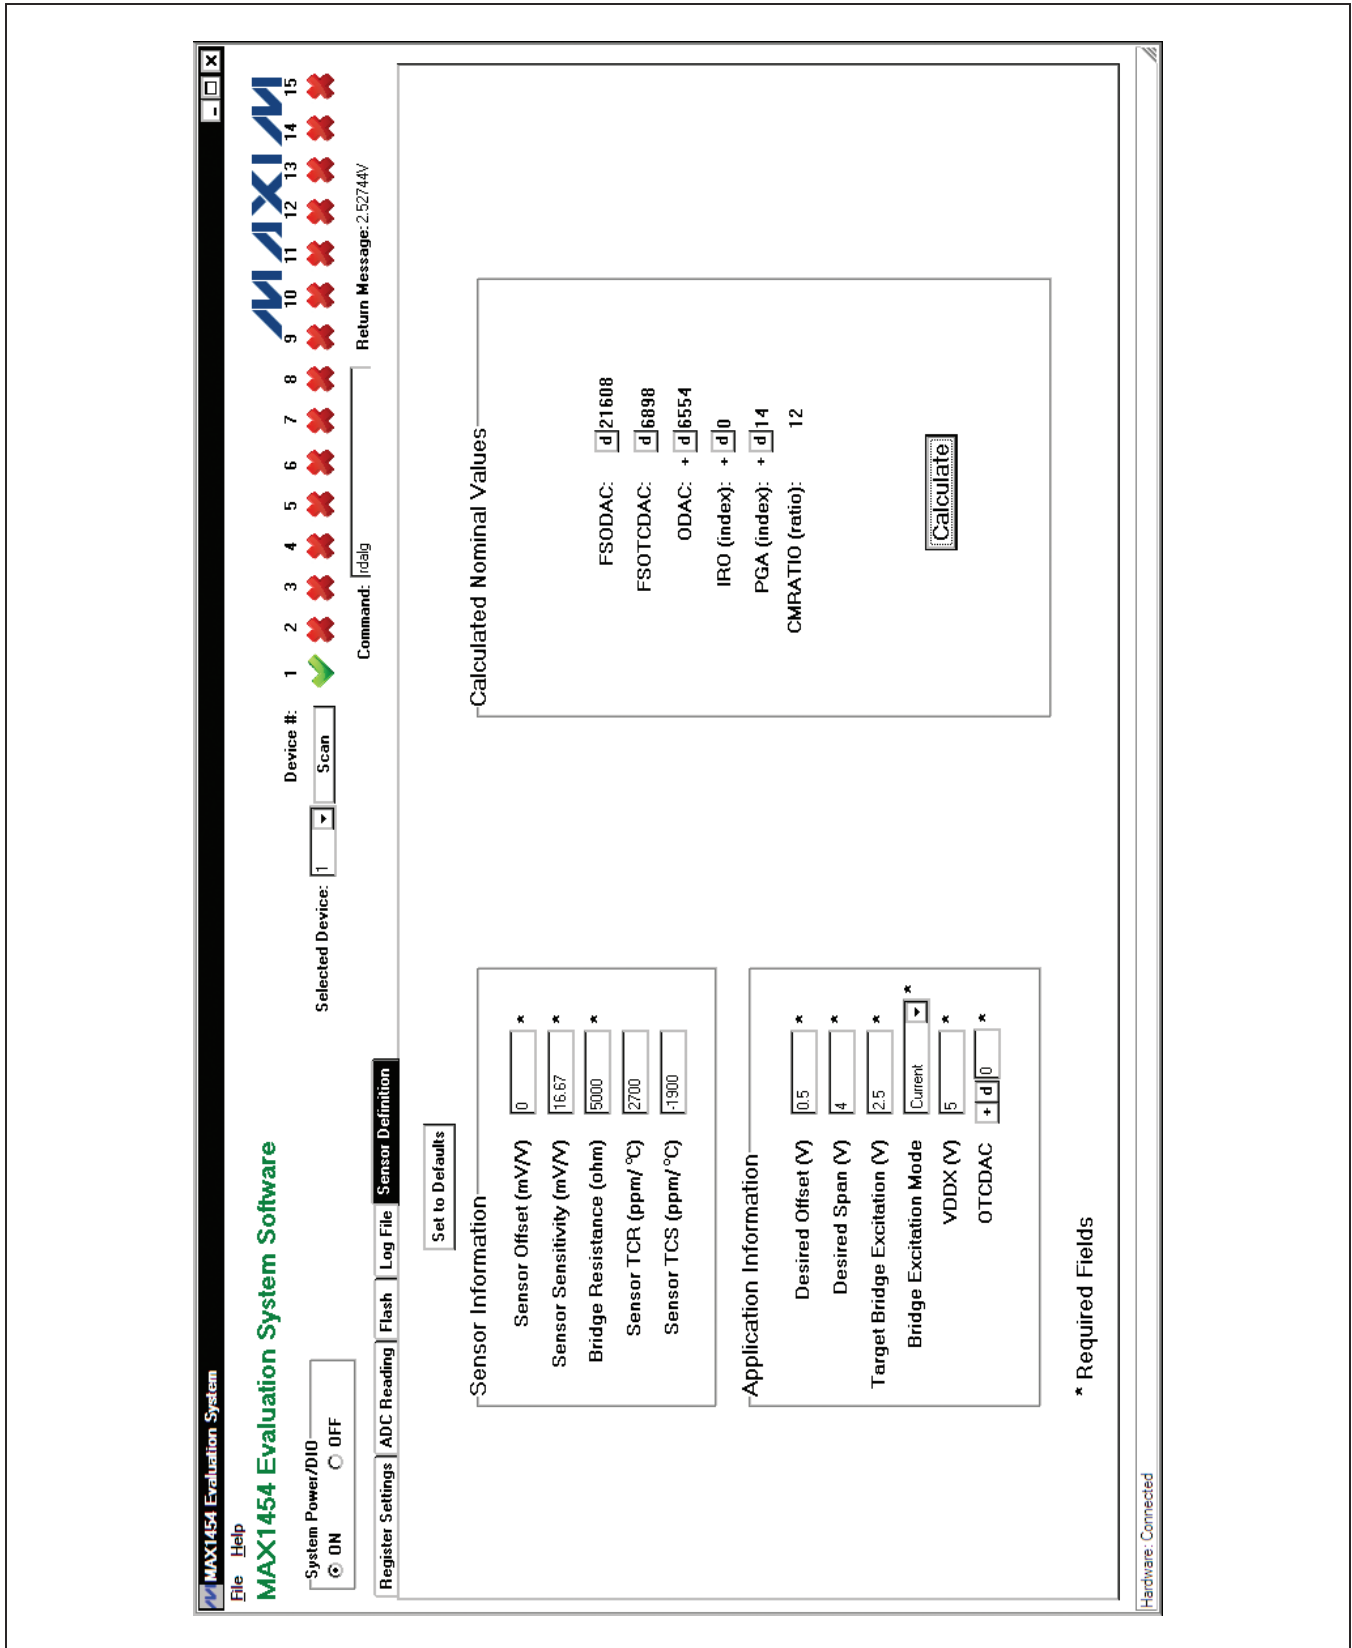 MAX1454 Evaluation System
File Help
MAX1454 Evaluation System Software
MAXIM
System Power/DIO
ON OFF
Selected Device: 1 Scan
Device #: 1 2 3 4 5 6 7 8 9 10 11 12 13 14 15
Command: rdalg Return Message: 2.52744V
Register Settings ADC Reading Flash Log File Sensor Definition
Set to Defaults
Sensor Information
Sensor Offset (mV/V) 0 *
Sensor Sensitivity (mV/V) 16.67 *
Bridge Resistance (ohm) 5000 *
Sensor TCR (ppm/°C) 2700
Sensor TCS (ppm/°C) -1900
Application Information
Desired Offset (V) 0.5 *
Desired Span (V) 4 *
Target Bridge Excitation (V) 2.5 *
Bridge Excitation Mode Current *
VDDX (V) 5 *
OTCDAC + d 0 *
* Required Fields
Calculated Nominal Values
FSODAC: d 21608
FSOTCDAC: d 6898
ODAC: + d 6554
IRO (index): + d 0
PGA (index): + d 14
CMRATIO (ratio): 12
Calculate
Hardware: Connected